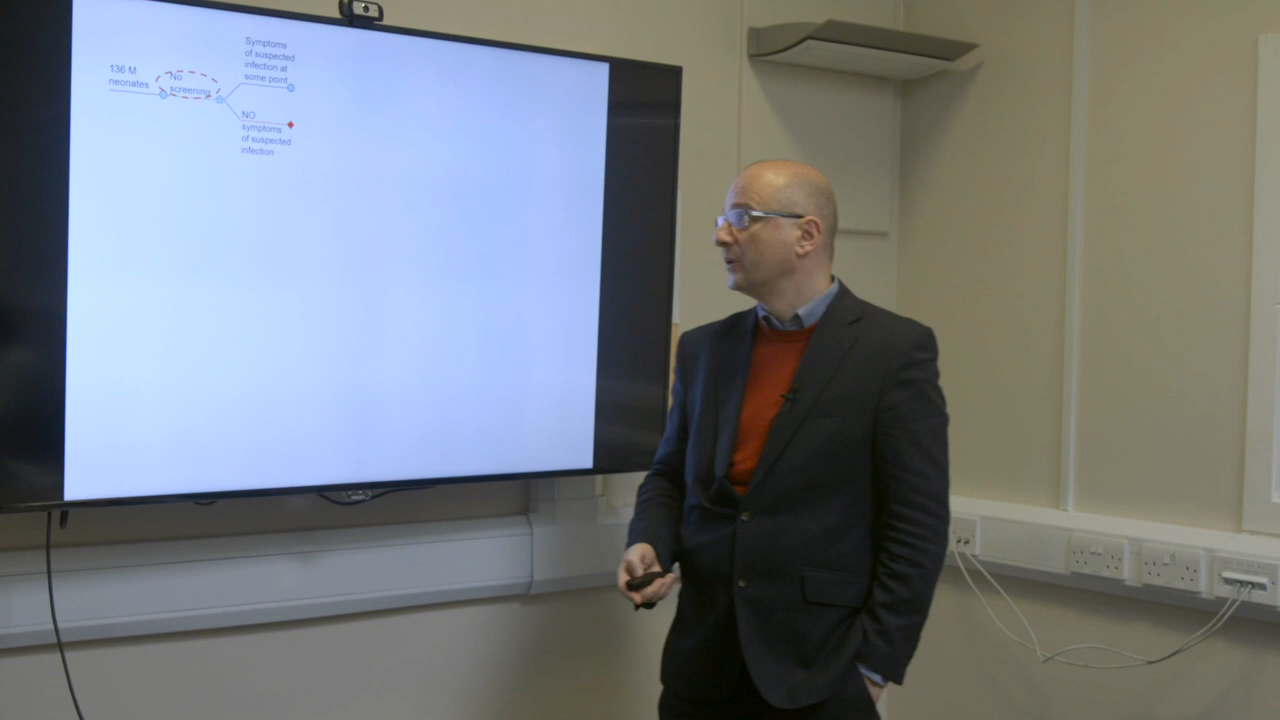 136 M
neonates
No
screening
Symptoms
of suspected
infection at
some point
NO
symptoms
of suspected
infection